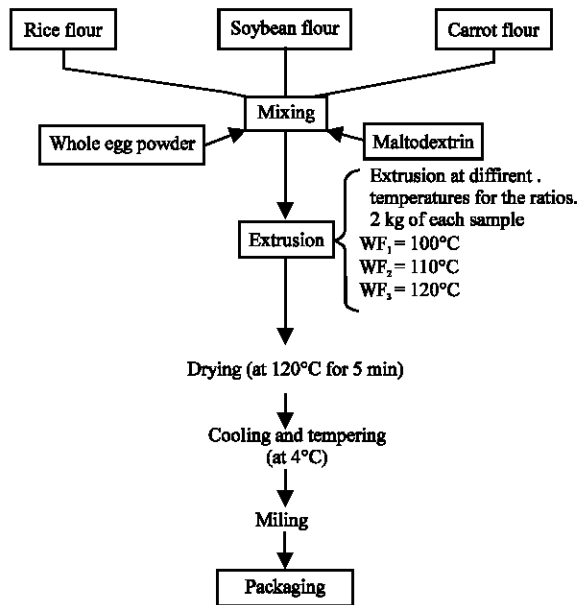 Rice flour
Soybean flour
Carrot flour
Mixing
Whole egg powder
Maltodextrin
Extrusion at diffirent .
temperatures for the ratios.
2 kg of each sample
Extrusion
WF₁ = 100°C
WF₂ = 110°C
WF₃ = 120°C
Drying (at 120°C for 5 min)
Cooling and tempering
(at 4°C)
Miling
Packaging